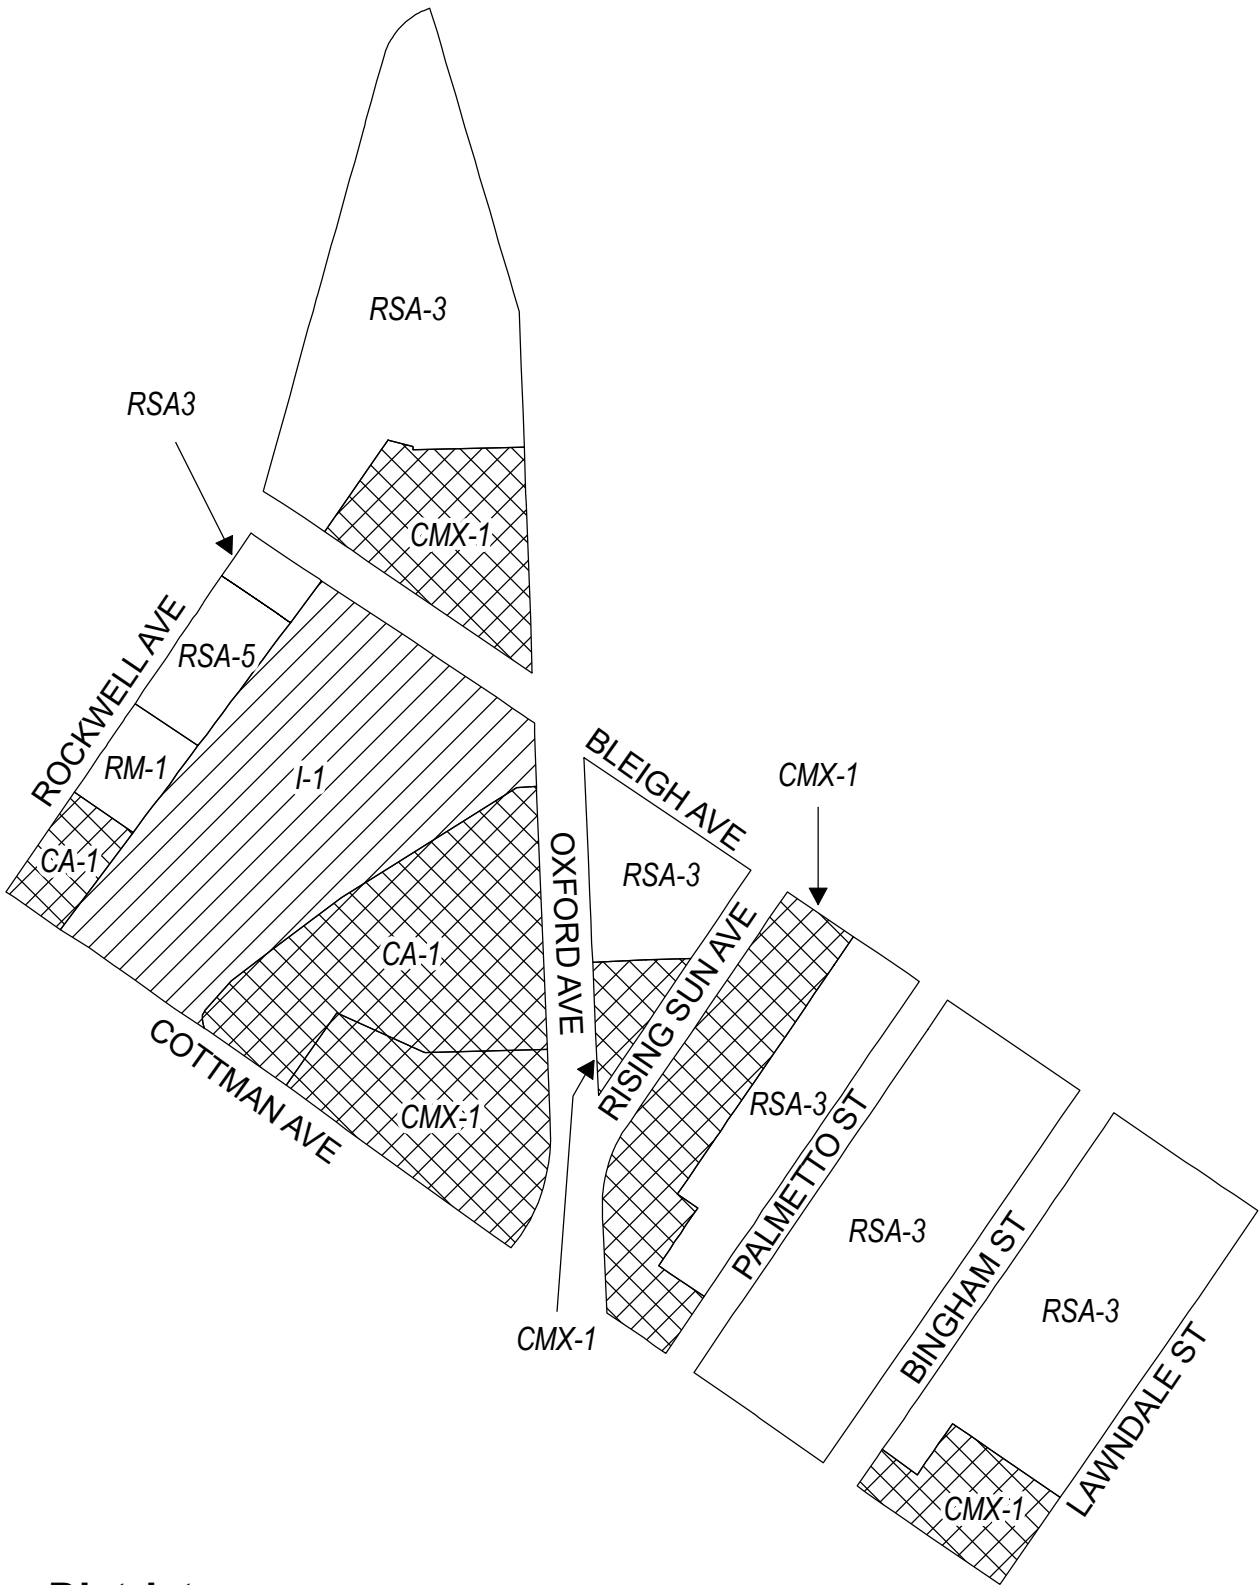 RSA-3
RSA3
CMX-1
ROCKWELL AVE
RSA-5
RM-1
I-1
CA-1
BLEIGH AVE
CMX-1
OXFORD AVE
RSA-3
CA-1
RISING SUN AVE
COTTMAN AVE
CMX-1
RSA-3
PALMETTO ST
CMX-1
RSA-3
BINGHAM ST
RSA-3
LAWNDALE ST
CMX-1